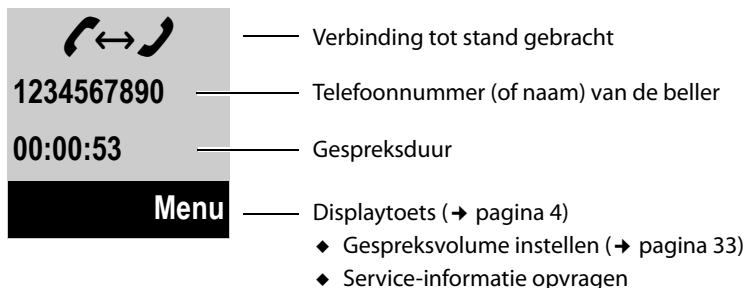 Verbinding tot stand gebracht
1234567890 Telefoonnummer (of naam) van de beller
00:00:53 Gespreksduur
Menu Displaytoets (➜ pagina 4)
◆ Gespreksvolume instellen (➜ pagina 33)
◆ Service-informatie opvragen